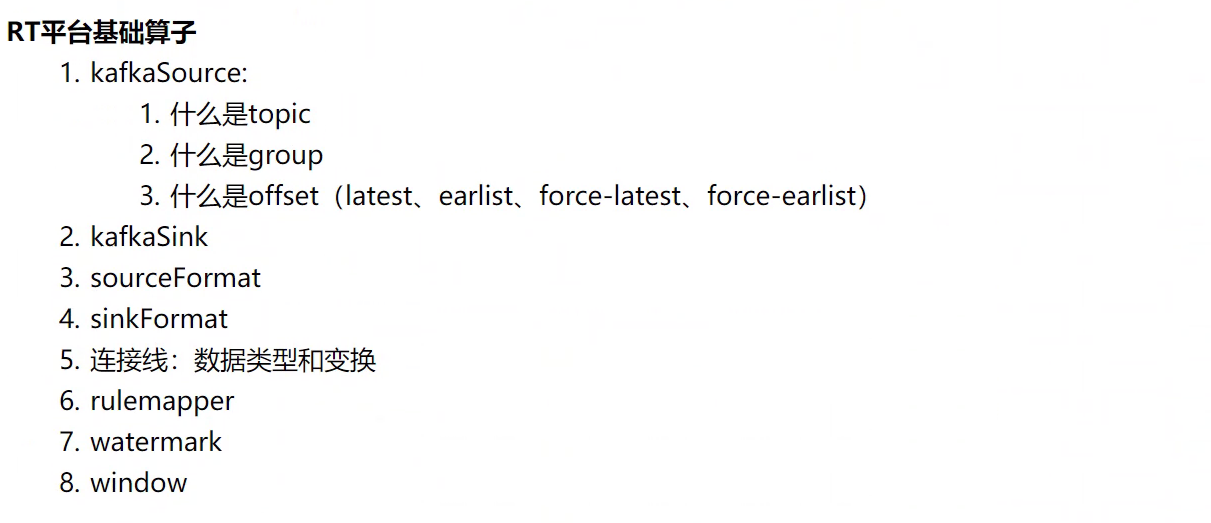 RT平台基础算子
1. kafkaSource:
1. 什么是topic
2. 什么是group
3. 什么是offset（latest、earlist、force-latest、force-earlist）
2. kafkaSink
3. sourceFormat
4. sinkFormat
5. 连接线：数据类型和变换
6. rulemapper
7. watermark
8. window